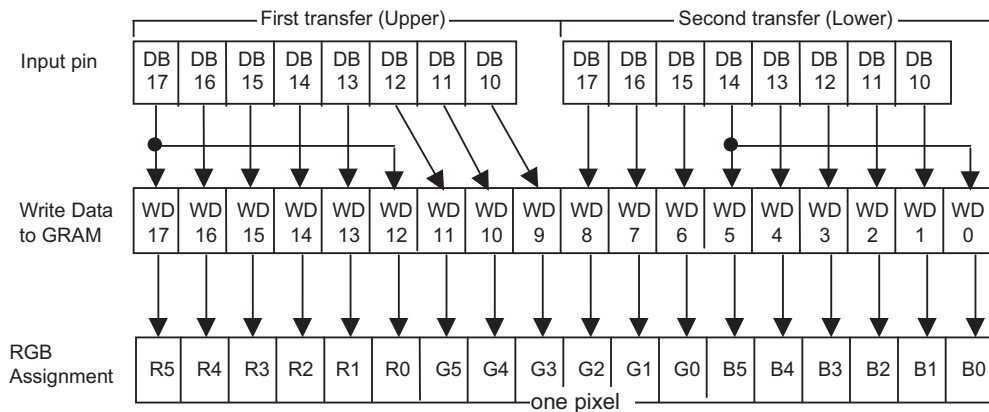 First transfer (Upper) Second transfer (Lower)
Input pin
DB 17 DB 16 DB 15 DB 14 DB 13 DB 12 DB 11 DB 10 DB 17 DB 16 DB 15 DB 14 DB 13 DB 12 DB 11 DB 10
Write Data to GRAM
WD 17 WD 16 WD 15 WD 14 WD 13 WD 12 WD 11 WD 10 WD 9 WD 8 WD 7 WD 6 WD 5 WD 4 WD 3 WD 2 WD 1 WD 0
RGB Assignment
R5 R4 R3 R2 R1 R0 G5 G4 G3 G2 G1 G0 B5 B4 B3 B2 B1 B0
one pixel